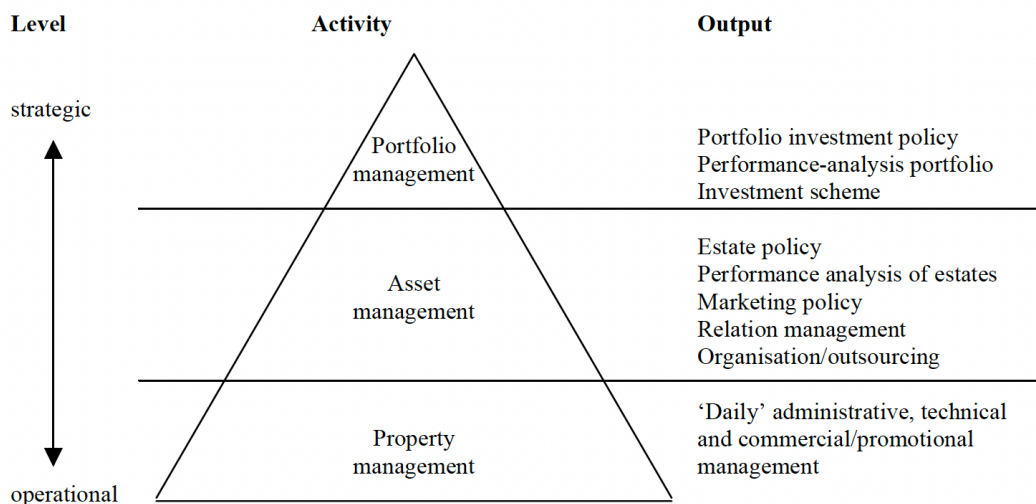 Level
Activity
Output
strategic
Portfolio
management
Portfolio investment policy
Performance-analysis portfolio
Investment scheme
Asset
management
Estate policy
Performance analysis of estates
Marketing policy
Relation management
Organisation/outsourcing
Property
management
‘Daily’ administrative, technical
and commercial/promotional
management
operational